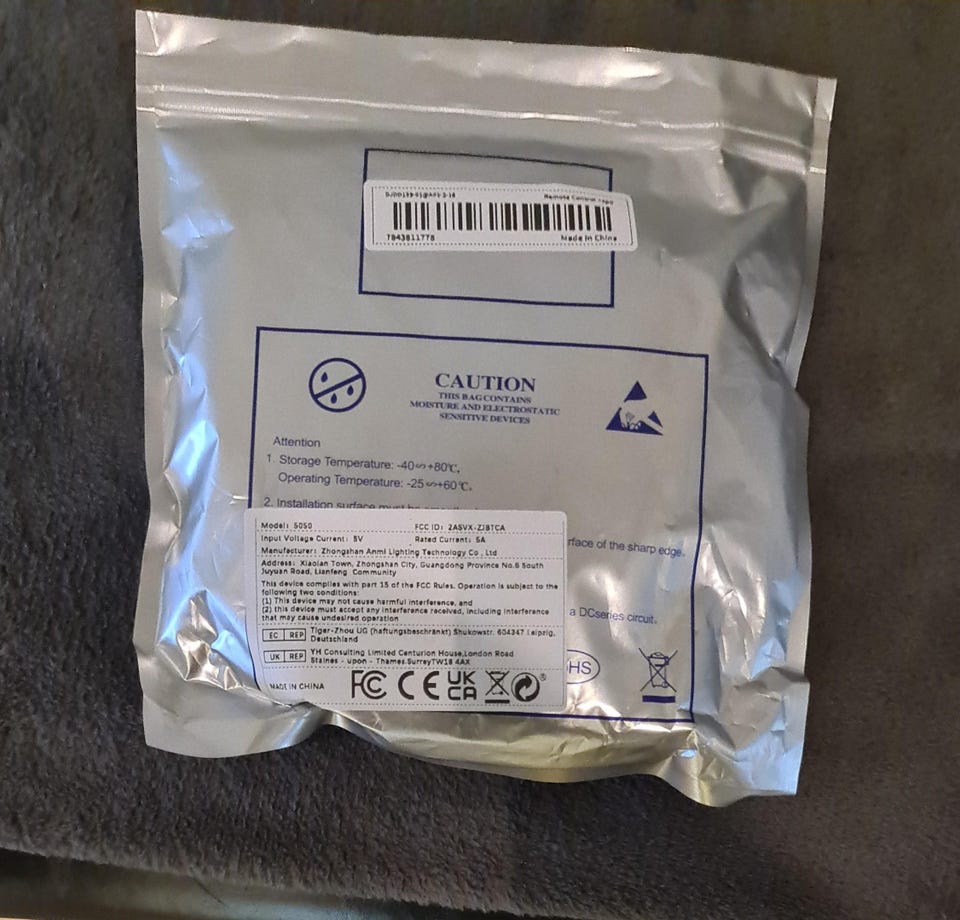 Made in China
7943811778
CAUTION
THIS BAG CONTAINS
MOISTURE AND ELECTROSTATIC
SENSITIVE DEVICES
Attention
1. Storage Temperature: -40∽+80℃,
Operating Temperature: -25∽+60℃.
2. Installation surface must be
rface of the sharp edge.
a DCseries circuit.
HS
Model: 5050 FCC ID: 2ASVX-ZJBTCA
Input Voltage Current: 5V Rated Current: 5A
Manufacturer: Zhongshan Anmi Lighting Technology Co., Ltd
Address: Xiaolan Town, Zhongshan City, Guangdong Province No.6 South
Juyuan Road, Lianfeng Community
This device complies with part 15 of the FCC Rules. Operation is subject to the
following two conditions:
(1) This device may not cause harmful interference, and
(2) this device must accept any interference received, including interference
that may cause undesired operation
EC REP Tiger-Zhou UG (haftungsbeschränkt) Shukowstr. 604347 Leipzig,
Deutschland
UK REP YH Consulting Limited Centurion House,London Road
Staines - upon - Thames.SurreyTW18 4AX
MADE IN CHINA FC CE UK
CA